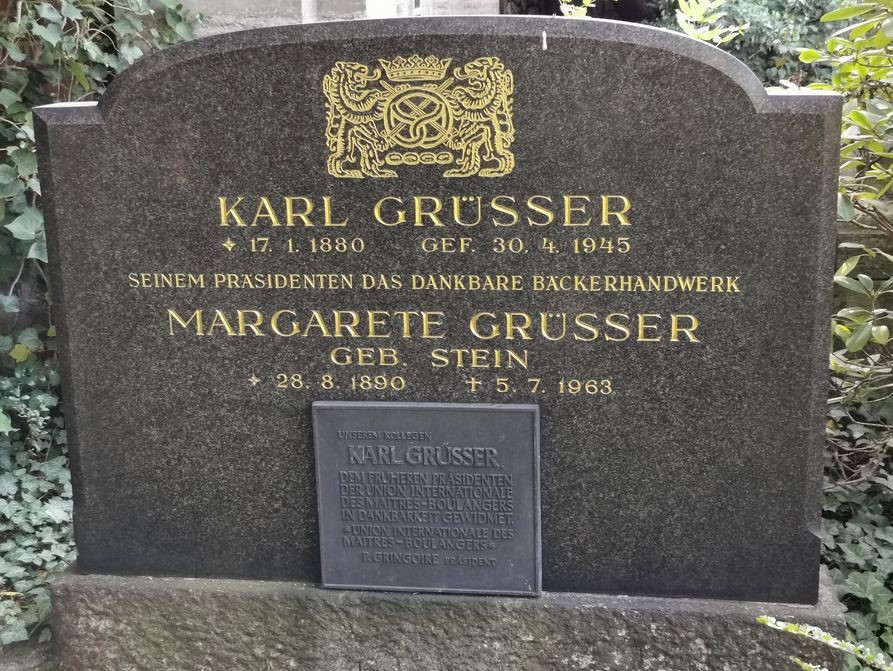 KARL GRÜSSER
17. 1. 1880 GEF. 30. 4. 1945
SEINEM PRÄSIDENTEN DAS DANKBARE BÄCKERHANDWERK
MARGARETE GRÜSSER
GEB. STEIN
28. 8. 1890 5. 7. 1963
UNSEREM KOLLEGEN
KARL GRÜSSER
DEM FRÜHEREN PRÄSIDENTEN
DER UNION INTERNATIONALE
DES MAITRES-BOULANGERS
IN DANKBARKEIT GEWIDMET.
"UNION INTERNATIONALE DES
MAITRES-BOULANGERS"
P. GRINGOIRE PRÄSIDENT